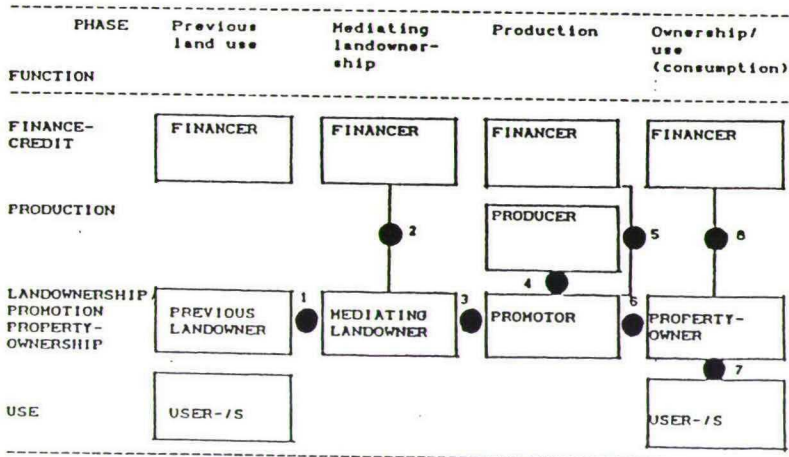 PHASE Previous Mediating Production Ownership/
land use landowner- use
ship (consumption)
FUNCTION
FINANCE- FINANCER FINANCER FINANCER FINANCER
CREDIT
PRODUCTION PRODUCER
2 5 8
4
LANDOWNERSHIP/ 1 3 6
PROMOTION PREVIOUS MEDIATING PROMOTOR PROPERTY-
PROPERTY- LANDOWNER LANDOWNER OWNER
OWNERSHIP
7
USE USER-/S USER-/S